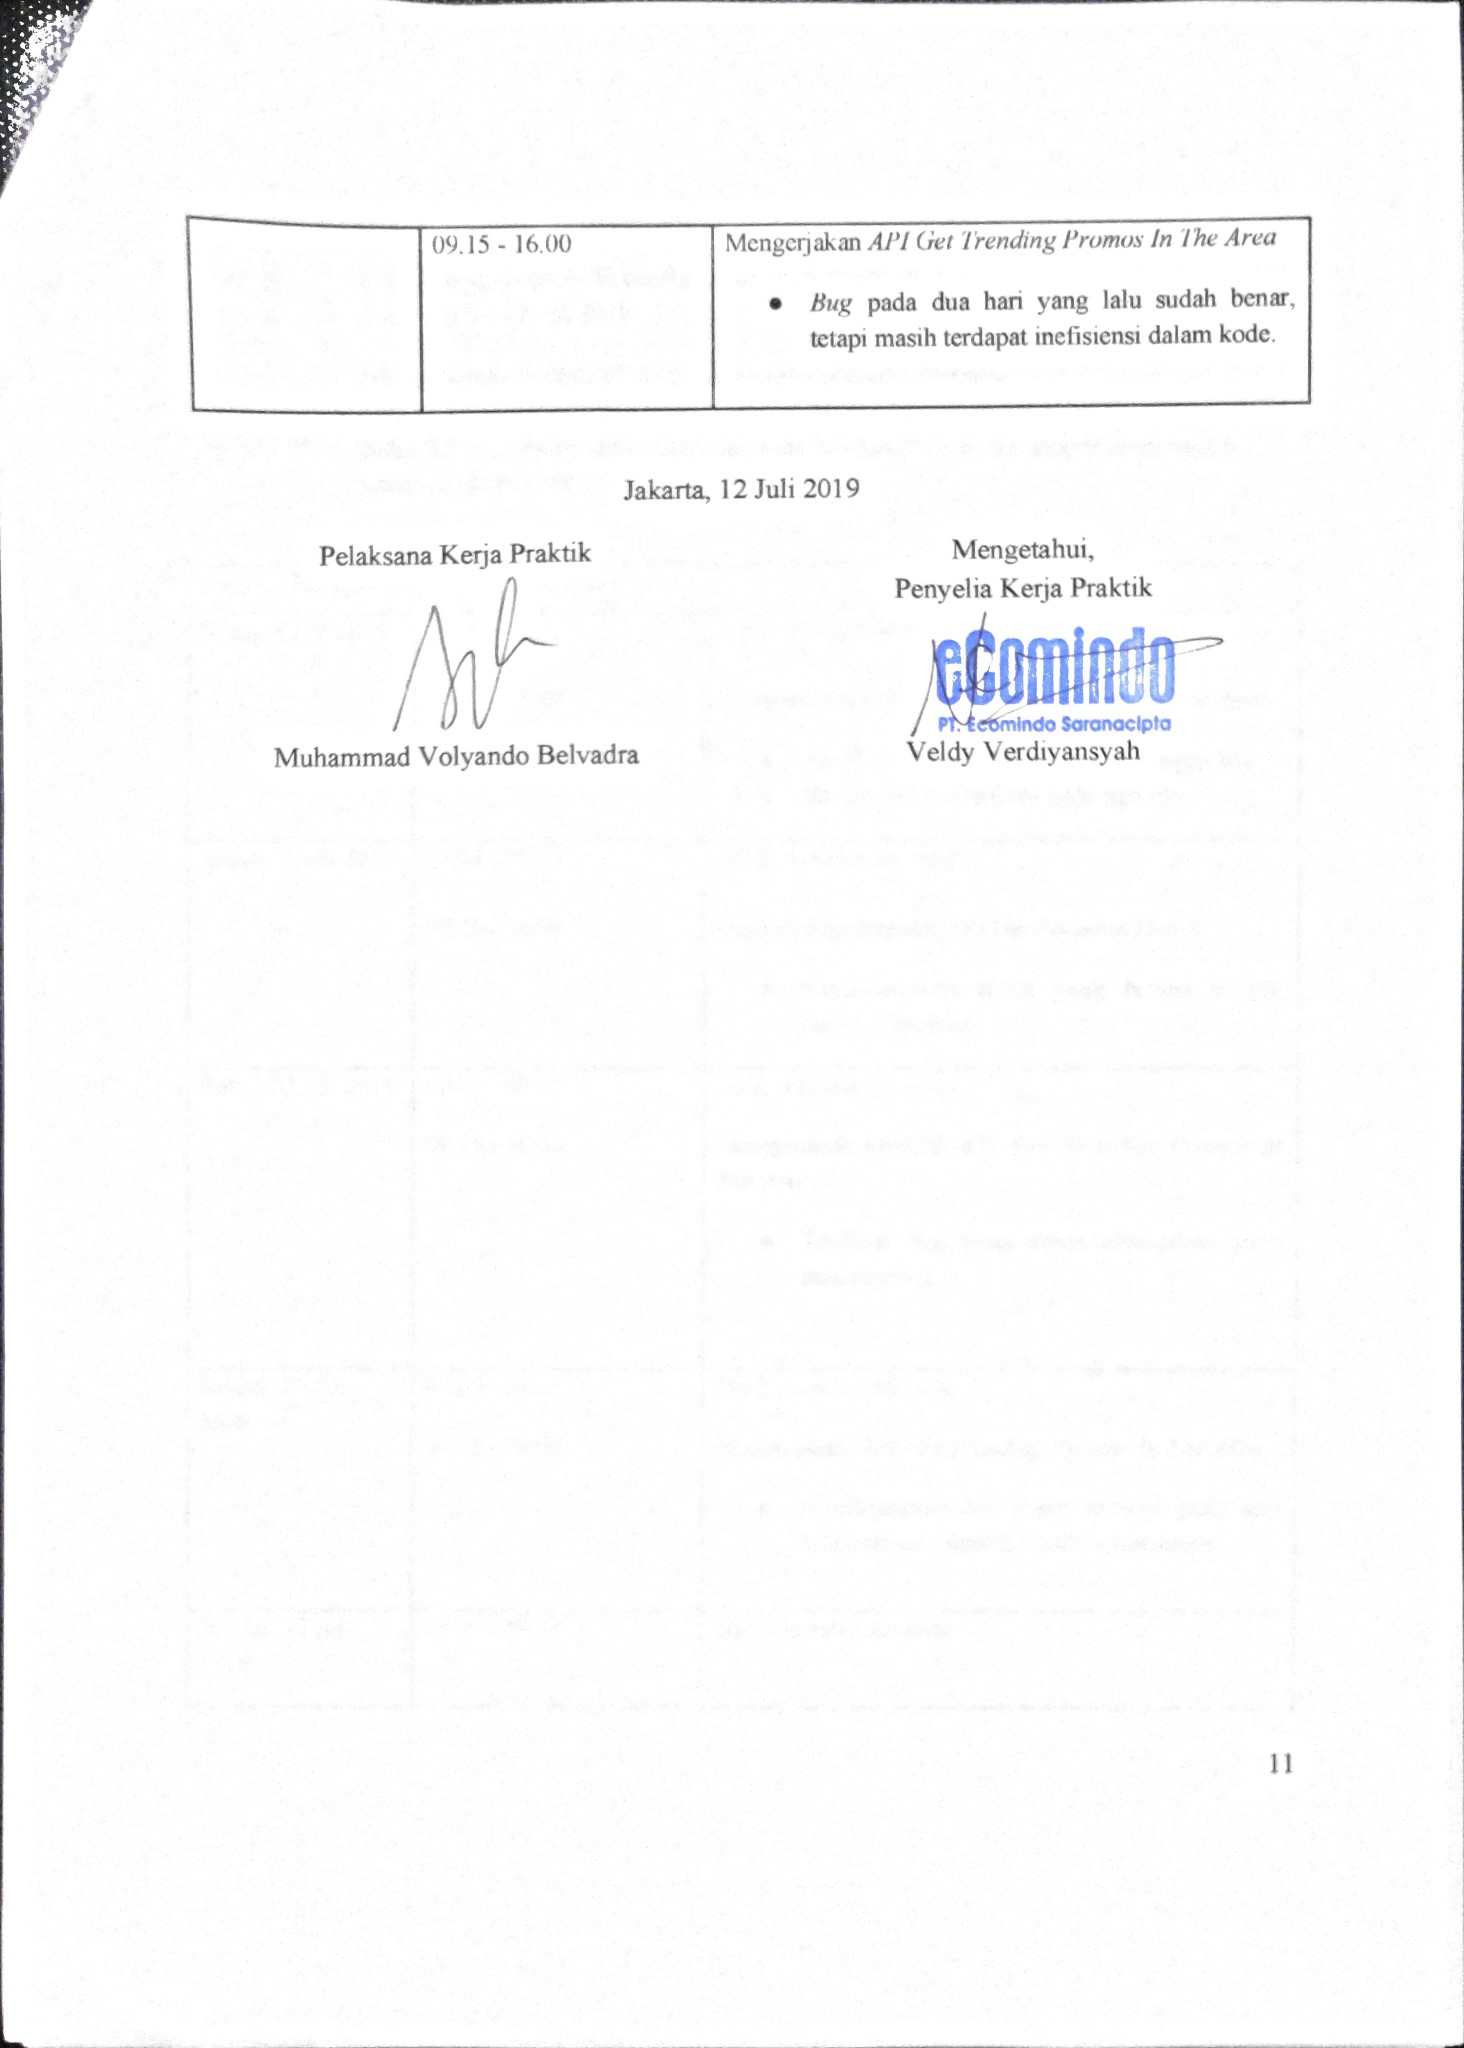 09.15 - 16.00
Mengerjakan API Get Trending Promos In The Area
● Bug pada dua hari yang lalu sudah benar,
tetapi masih terdapat inefisiensi dalam kode.
Jakarta, 12 Juli 2019
Pelaksana Kerja Praktik
Mengetahui,
Penyelia Kerja Praktik
eComindo
PT. Ecomindo Saranacipta
Muhammad Volyando Belvadra
Veldy Verdiyansyah
11